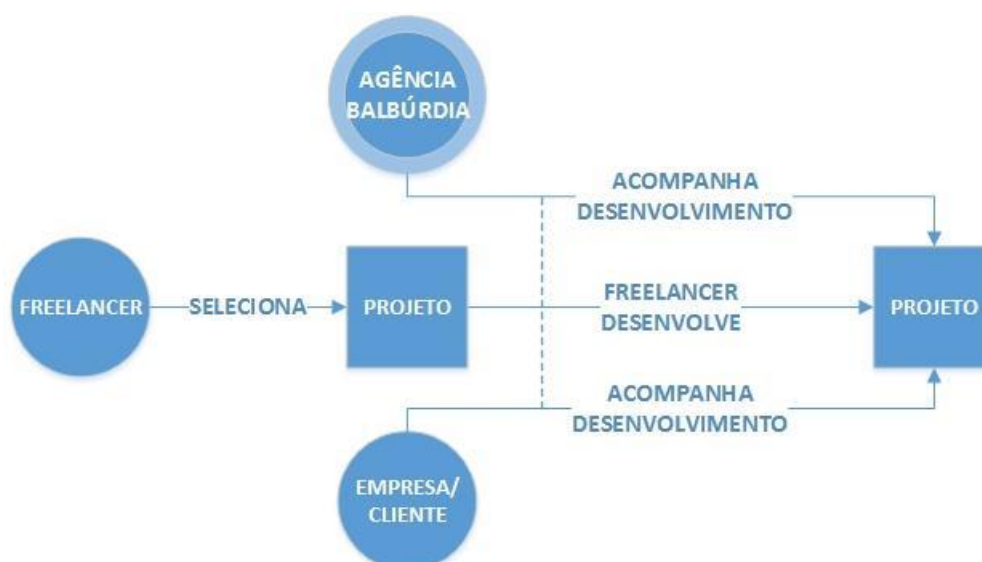 AGÊNCIA
BALBÚRDIA
ACOMPANHA
DESENVOLVIMENTO
FREELANCER
SELECIONA
PROJETO
FREELANCER
DESENVOLVE
PROJETO
ACOMPANHA
DESENVOLVIMENTO
EMPRESA/
CLIENTE